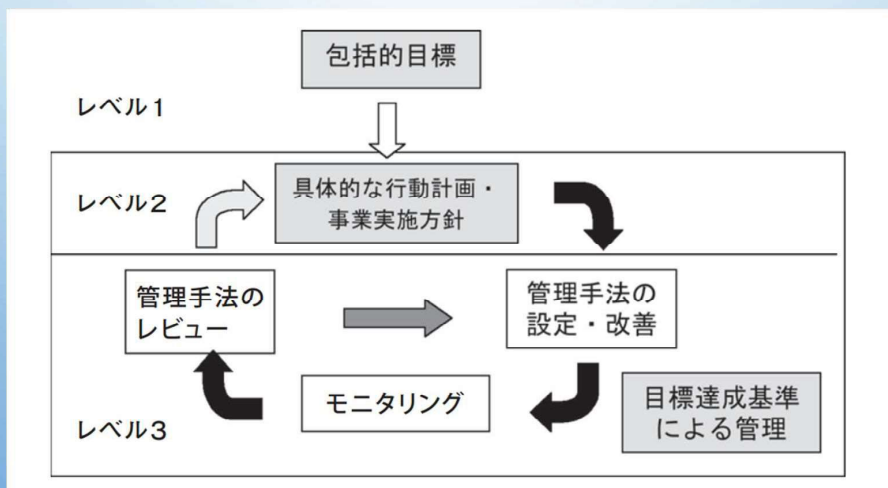 包括的目標
レベル1
具体的な行動計画・
事業実施方針
レベル2
管理手法の
レビュー
管理手法の
設定・改善
モニタリング
目標達成基準
による管理
レベル3